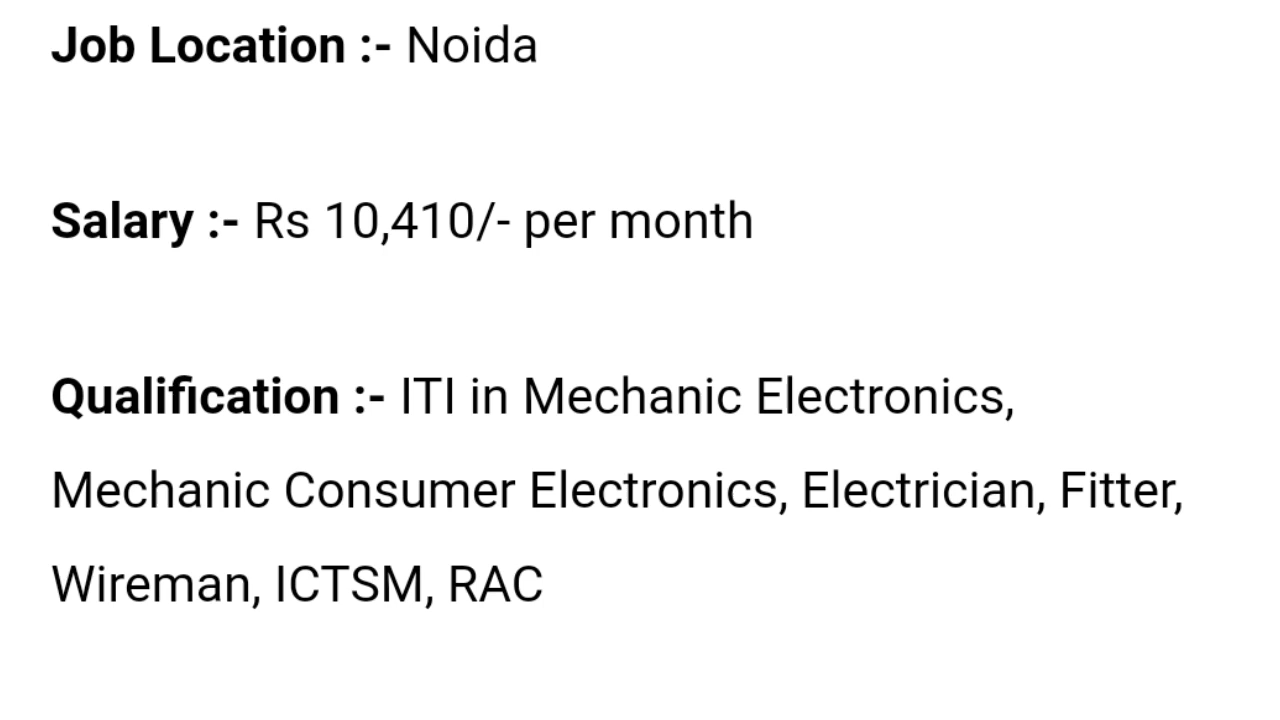 Job Location :- Noida
Salary :- Rs 10,410/- per month
Qualification :- ITI in Mechanic Electronics,
Mechanic Consumer Electronics, Electrician, Fitter,
Wireman, ICTSM, RAC